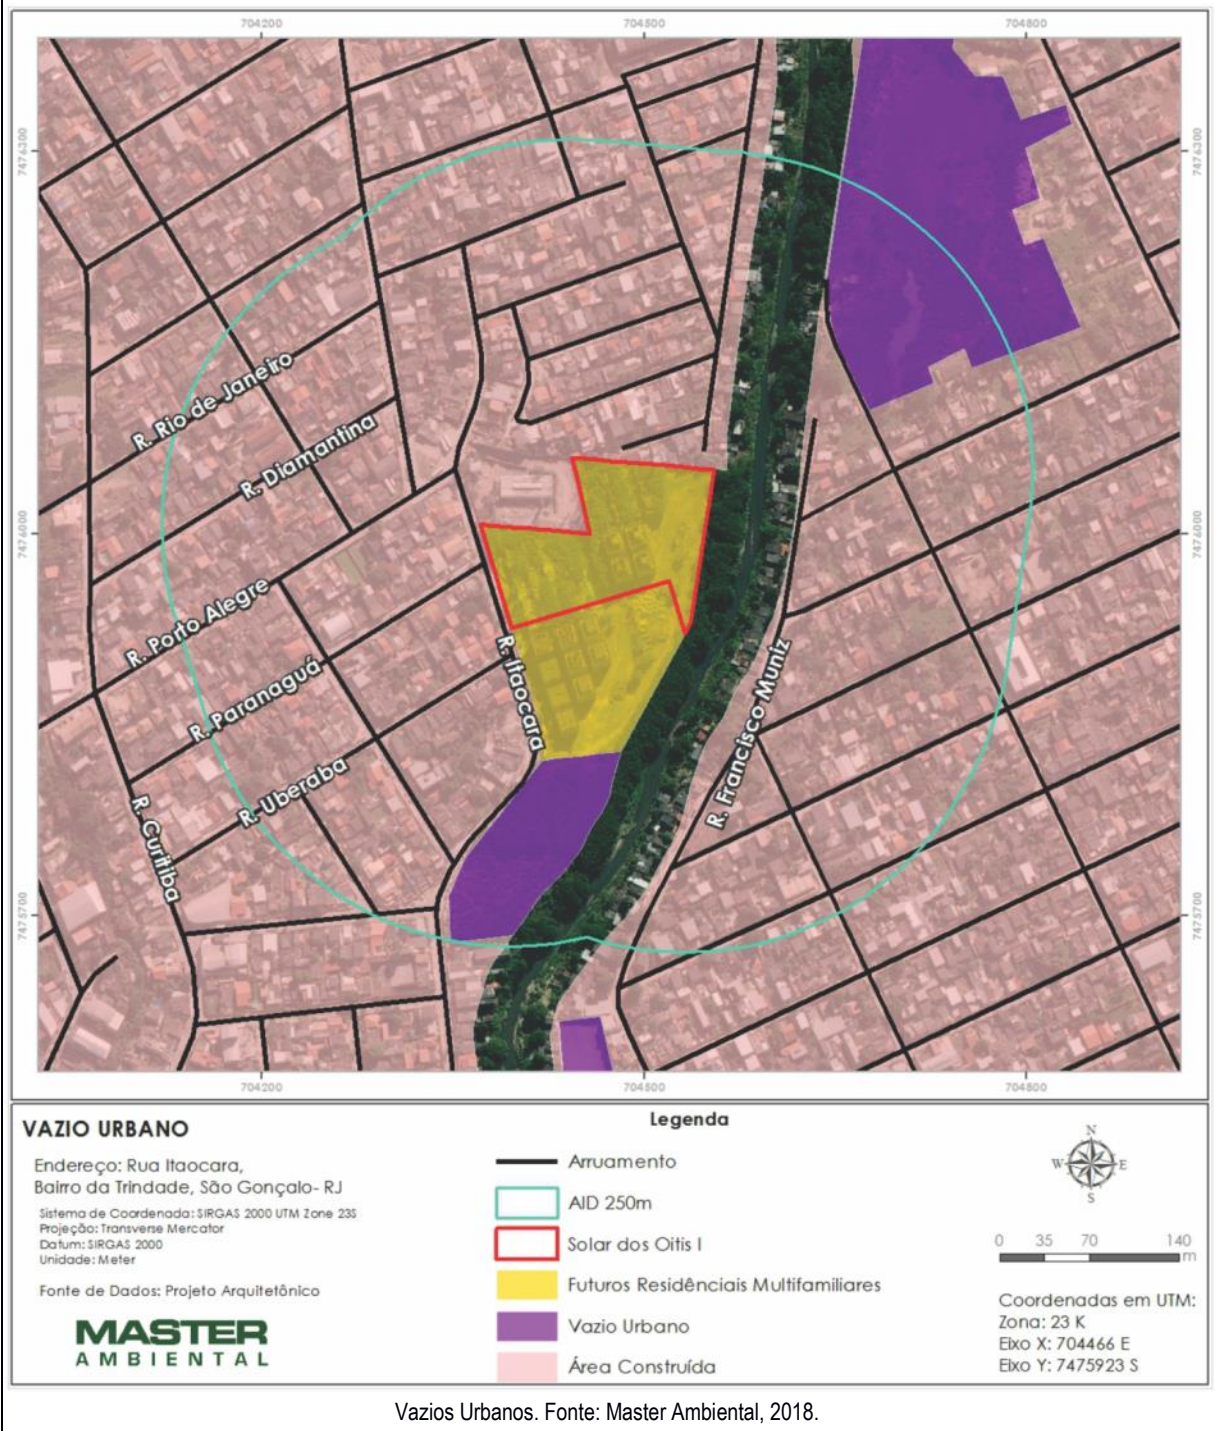 704200
704500
704800
7476300
7476300
R. Rio de Janeiro
R. Diamantina
7476000
7476000
R. Porto Alegre
R. Paranaguá
R. Itaocara
R. Francisco Muniz
R. Uberaba
R. Curitiba
7475700
7475700
704200
704500
704800
VAZIO URBANO
Endereço: Rua Itaocara,
Bairro da Trindade, São Gonçalo- RJ
Sistema de Coordenada: SIRGAS 2000 UTM Zone 23S
Projeção: Transverse Mercator
Datum: SIRGAS 2000
Unidade: Meter
Fonte de Dados: Projeto Arquitetônico
MASTER
AMBIENTAL
Legenda
Arruamento
AID 250m
Solar dos Oitis I
Futuros Residênciais Multifamiliares
Vazio Urbano
Área Construída
N
W E
S
0 35 70 140
m
Coordenadas em UTM:
Zona: 23 K
Eixo X: 704466 E
Eixo Y: 7475923 S
Vazios Urbanos. Fonte: Master Ambiental, 2018.